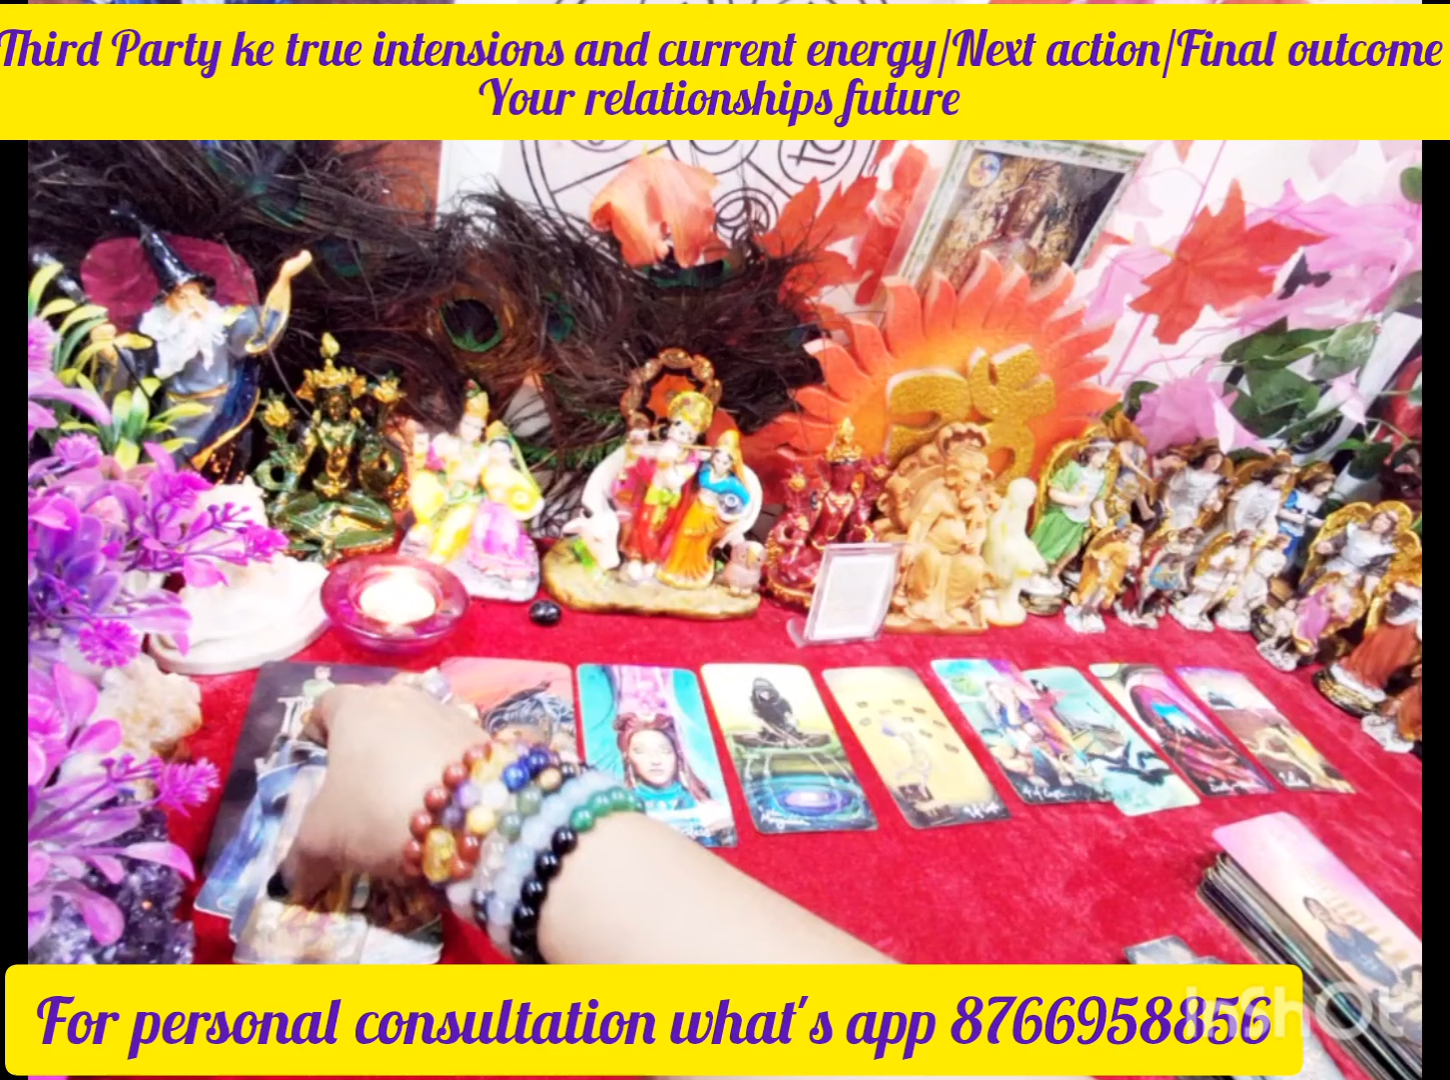 Third Party ke true intensions and current energy/Next action/Final outcome
Your relationships future
ॐ
For personal consultation what's app 8766958856
InShOt